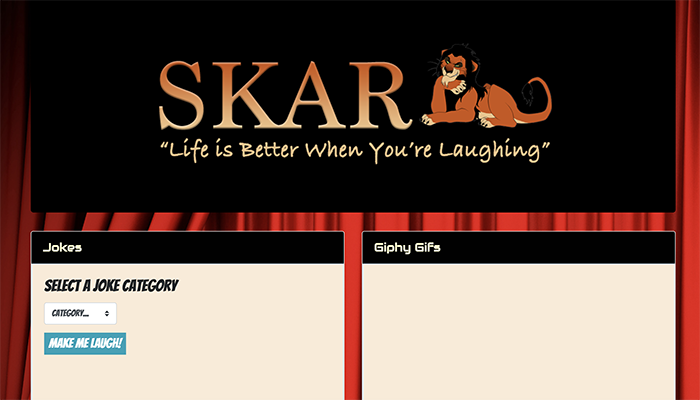 SKAR
“Life is Better When You’re Laughing”
Jokes
Giphy Gifs
SELECT A JOKE CATEGORY
CATEGORY...
MAKE ME LAUGH!